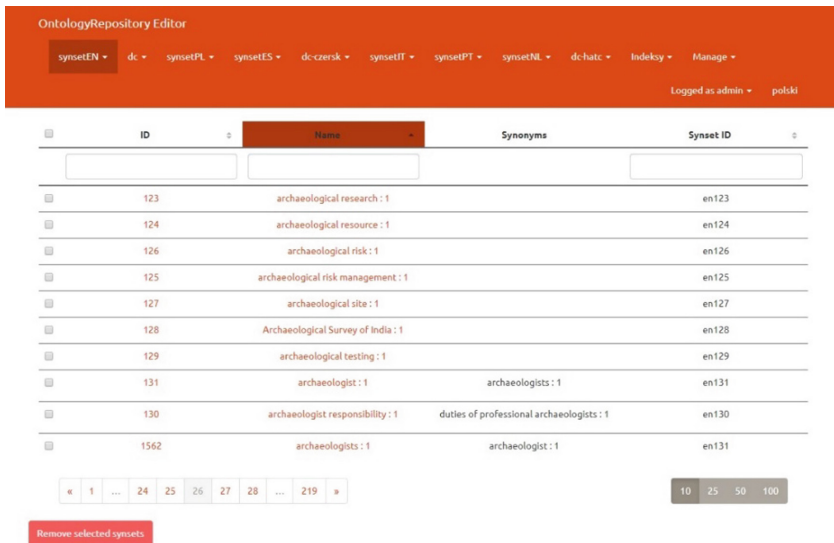 OntologyRepository Editor
synsetEN dc synsetPL synsetES dc-czersk synsetIT synsetPT synsetNL dc-hatc Indeksy Manage
Logged as admin polski
ID Name Synonyms Synset ID
123 archaeological research : 1 en123
124 archaeological resource : 1 en124
126 archaeological risk : 1 en126
125 archaeological risk management : 1 en125
127 archaeological site : 1 en127
128 Archaeological Survey of India : 1 en128
129 archaeological testing : 1 en129
131 archaeologist : 1 archaeologists : 1 en131
130 archaeologist responsibility : 1 duties of professional archaeologists : 1 en130
1562 archaeologists : 1 archaeologist : 1 en131
« 1 ... 24 25 26 27 28 ... 219 » 10 25 50 100
Remove selected synsets